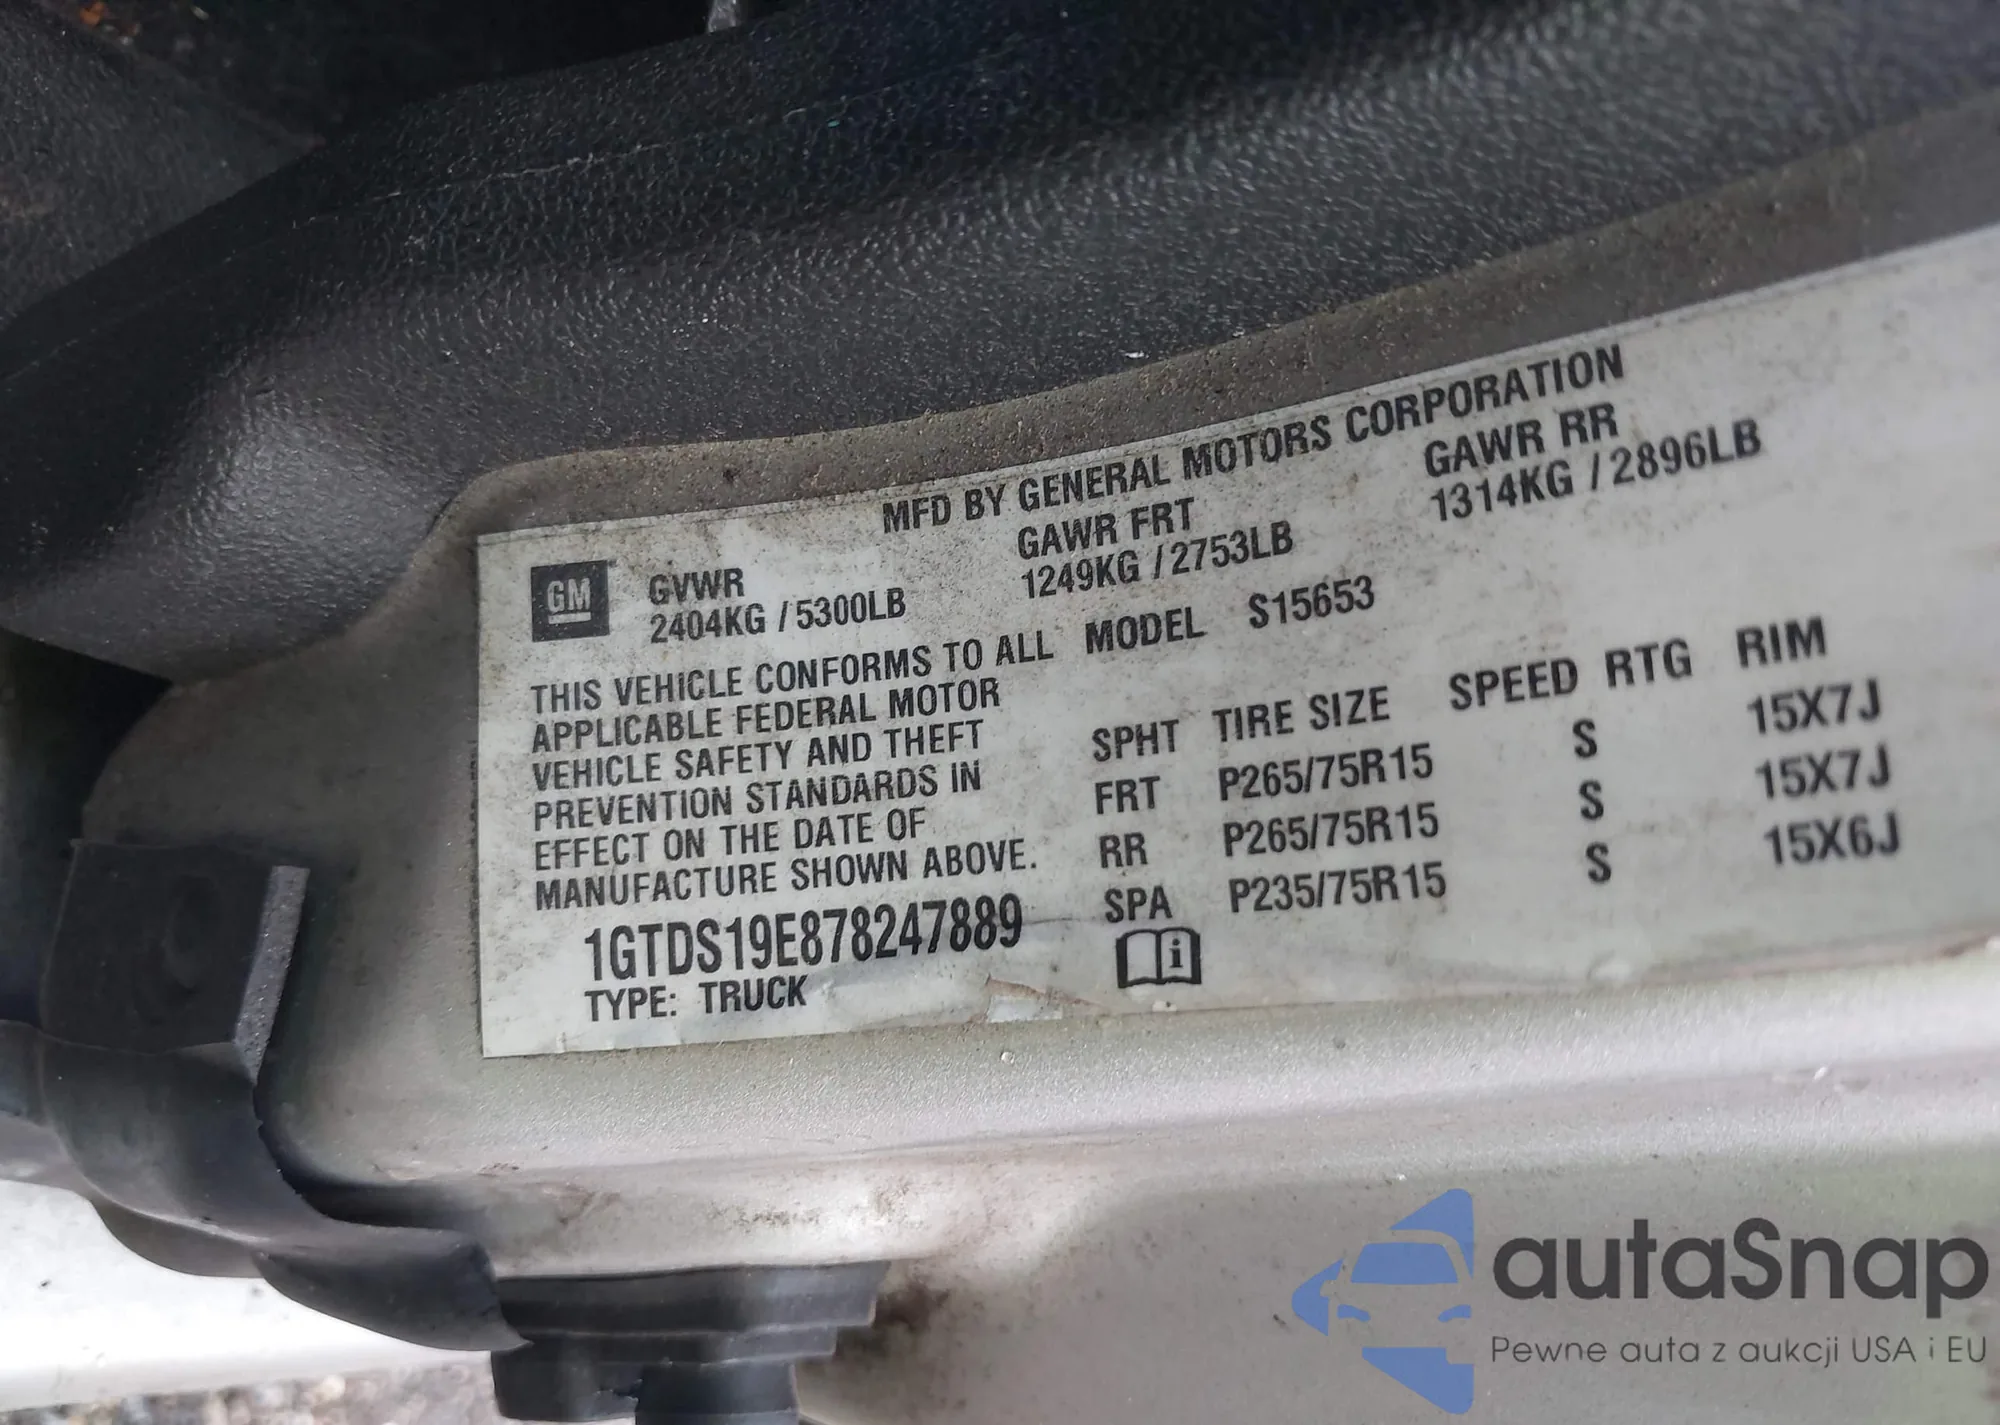 MFD BY GENERAL MOTORS CORPORATION
GM GVWR GAWR FRT GAWR RR
2404KG / 5300LB 1249KG / 2753LB 1314KG / 2896LB
THIS VEHICLE CONFORMS TO ALL
APPLICABLE FEDERAL MOTOR
VEHICLE SAFETY AND THEFT
PREVENTION STANDARDS IN
EFFECT ON THE DATE OF
MANUFACTURE SHOWN ABOVE.
1GTDS19E878247889
TYPE: TRUCK
MODEL S15653
SPHT TIRE SIZE SPEED RTG RIM
FRT P265/75R15 S 15X7J
RR P265/75R15 S 15X7J
SPA P235/75R15 S 15X6J
i
autaSnap
Pewne auta z aukcji USA i EU